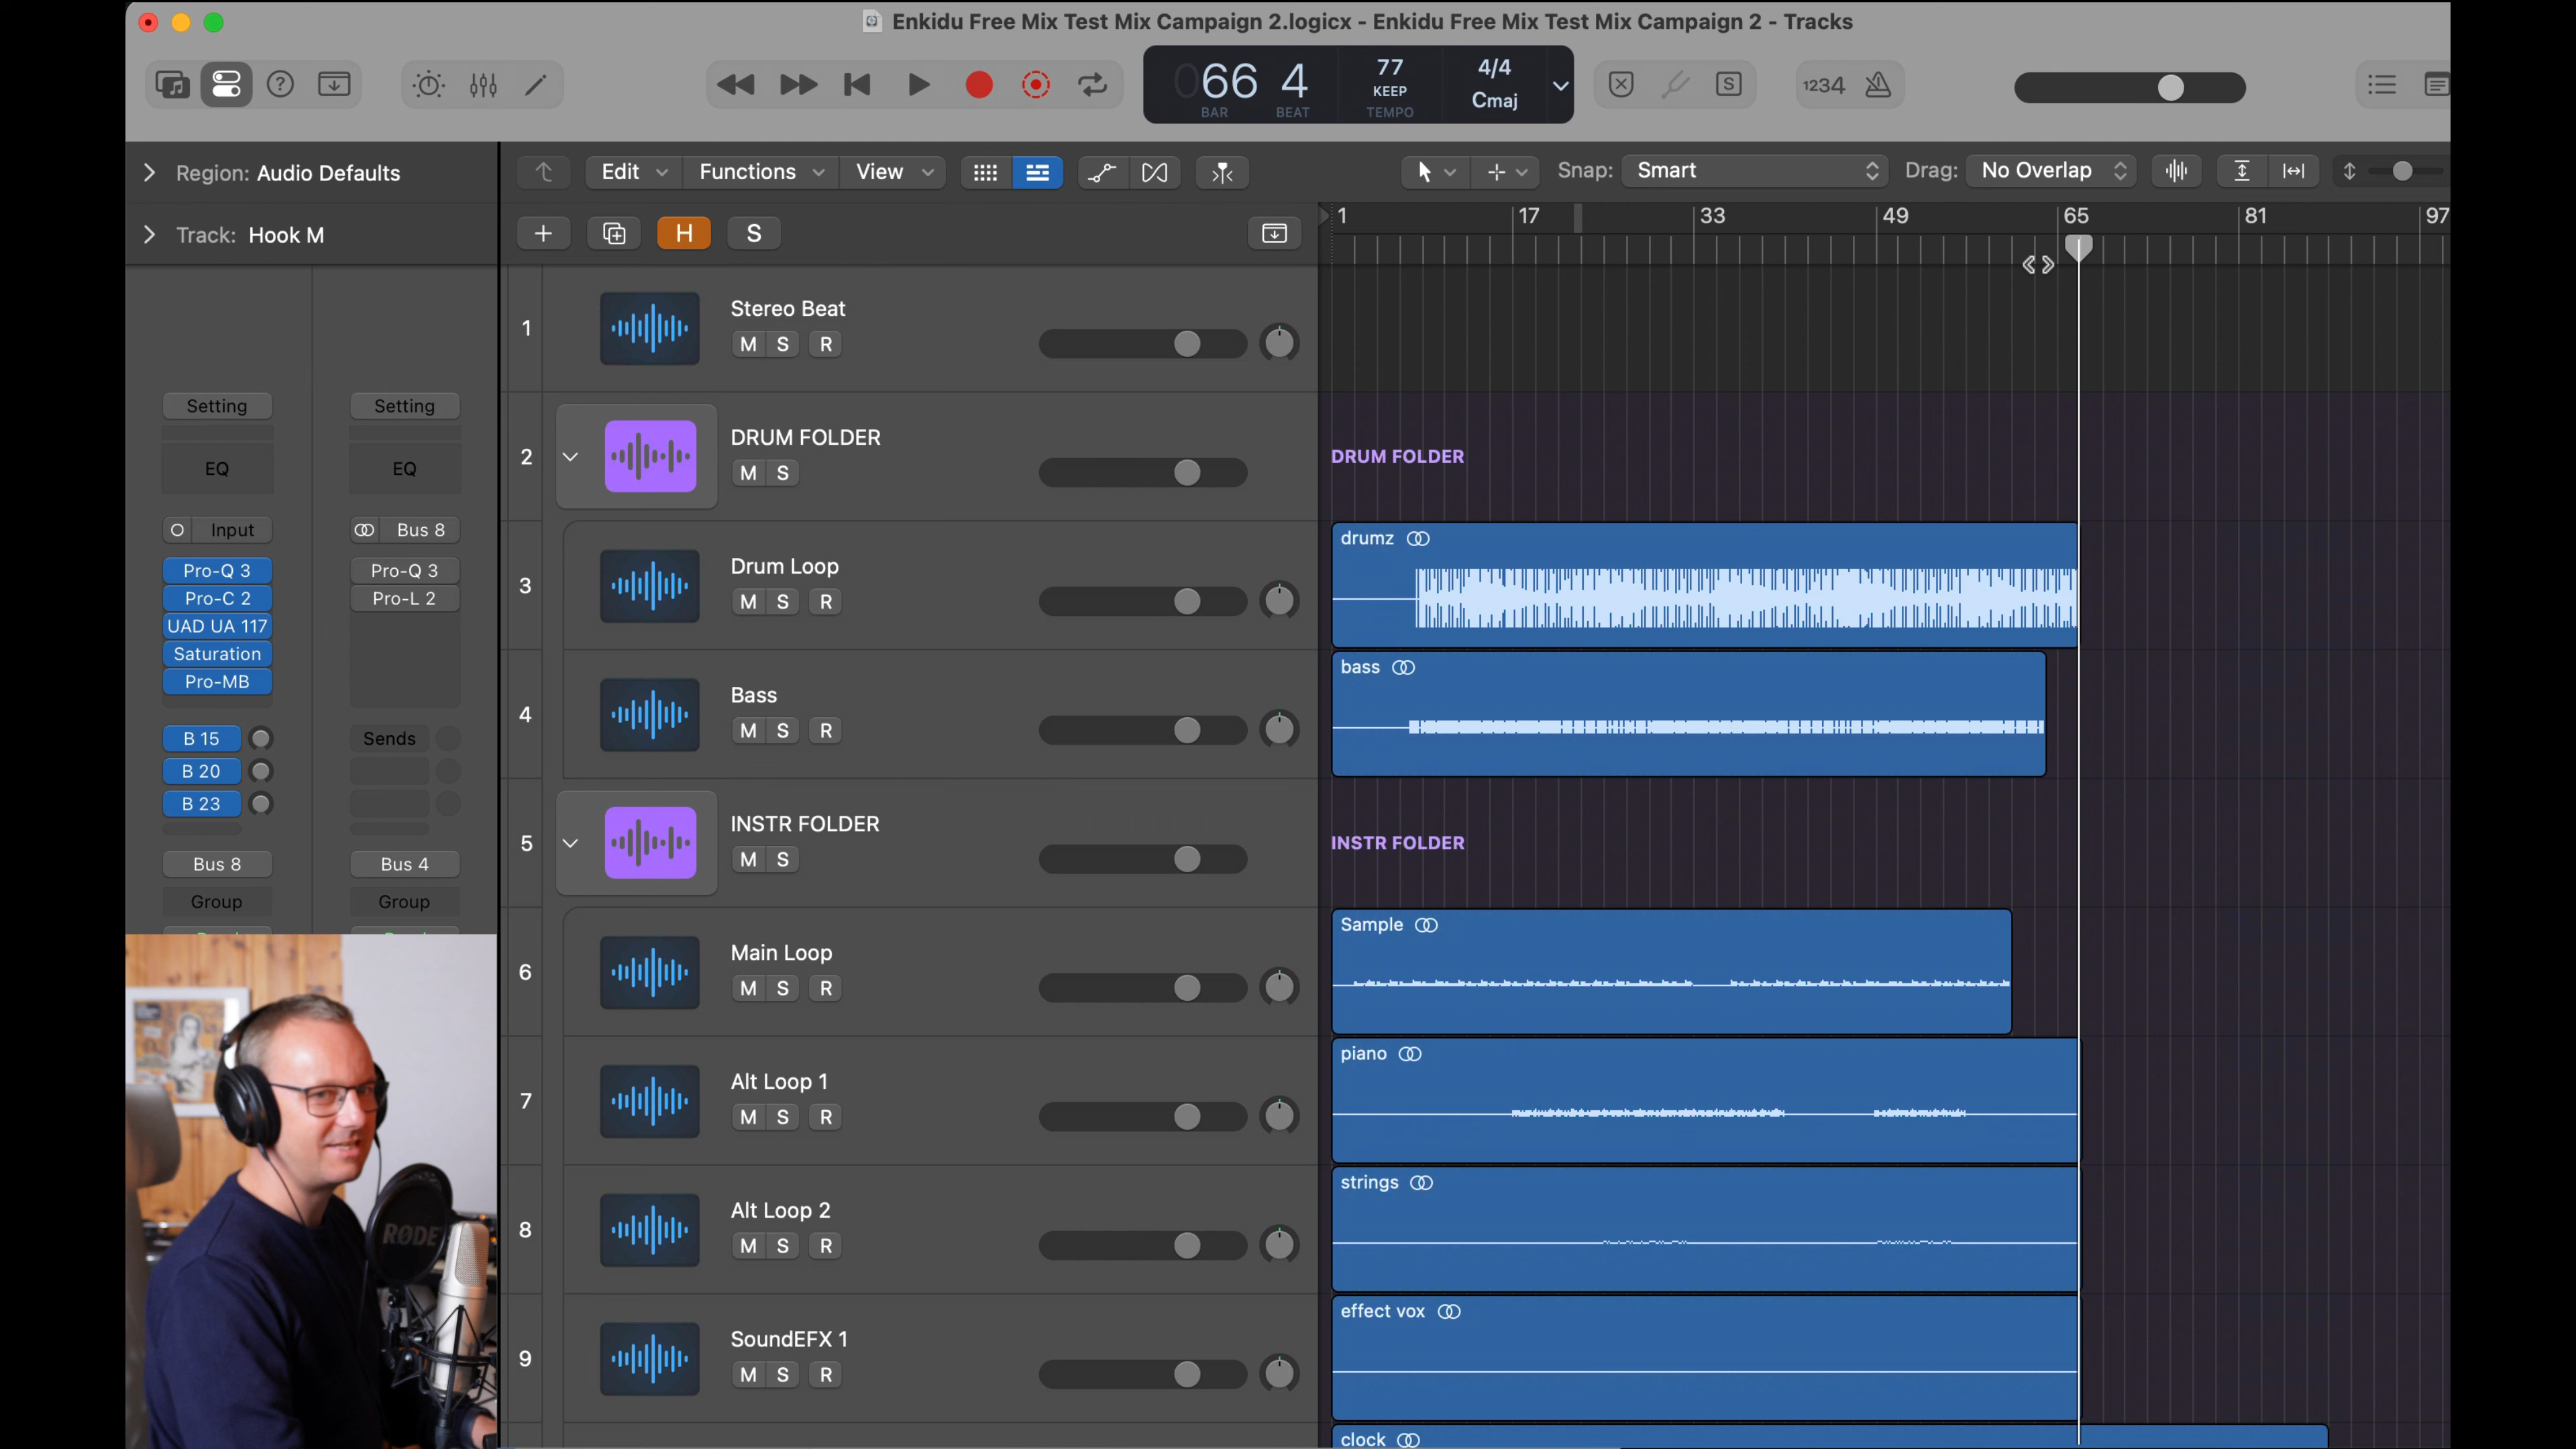 Enkidu Free Mix Test Mix Campaign 2.logicx - Enkidu Free Mix Test Mix Campaign 2 - Tracks
066 4
BAR BEAT
77
KEEP
TEMPO
4/4
Cmaj
S
1234
Region: Audio Defaults
Edit Functions View
Snap: Smart
Drag: No Overlap
Track: Hook M
H S
1 17 33 49 65 81 97
Setting Setting
EQ EQ
Input Bus 8
Pro-Q 3 Pro-Q 3
Pro-C 2 Pro-L 2
UAD UA 117
Saturation
Pro-MB
B 15 Sends
B 20
B 23
Bus 8 Bus 4
Group Group
1 Stereo Beat
M S R
2 DRUM FOLDER
M S
DRUM FOLDER
3 Drum Loop
M S R
drumz
4 Bass
M S R
bass
5 INSTR FOLDER
M S
INSTR FOLDER
6 Main Loop
M S R
Sample
7 Alt Loop 1
M S R
piano
8 Alt Loop 2
M S R
strings
9 SoundEFX 1
M S R
effect vox
clock
RØDE